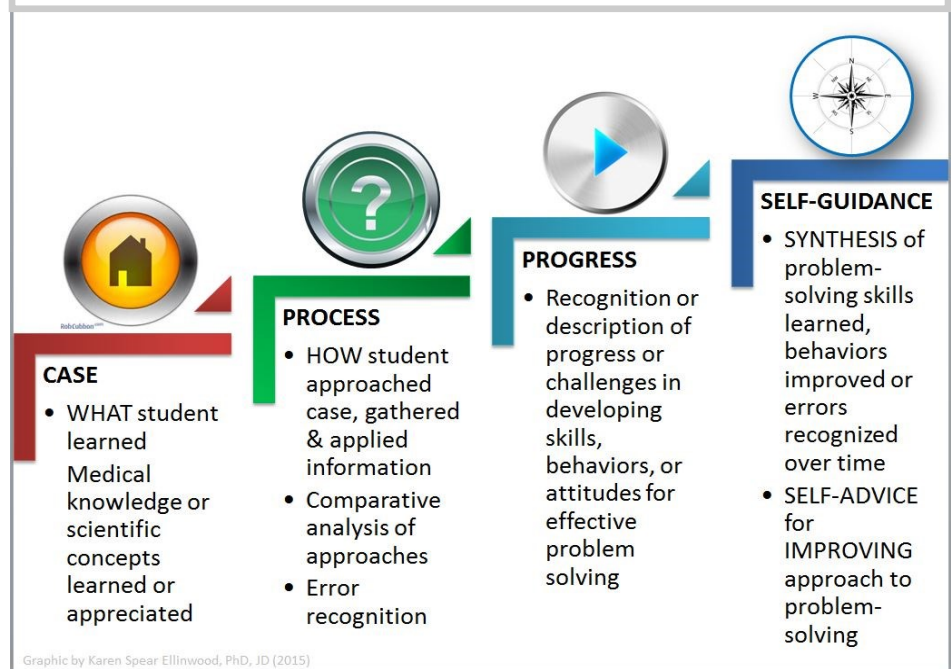 CASE
• WHAT student
learned
Medical
knowledge or
scientific
concepts
learned or
appreciated
PROCESS
• HOW student
approached
case, gathered
& applied
information
• Comparative
analysis of
approaches
• Error
recognition
PROGRESS
• Recognition or
description of
progress or
challenges in
developing
skills,
behaviors, or
attitudes for
effective
problem
solving
SELF-GUIDANCE
• SYNTHESIS of
problem-
solving skills
learned,
behaviors
improved or
errors
recognized
over time
• SELF-ADVICE
for
IMPROVING
approach to
problem-
solving
?
N
E
S
W
RobCubbon.com
Graphic by Karen Spear Ellinwood, PhD, JD (2015)